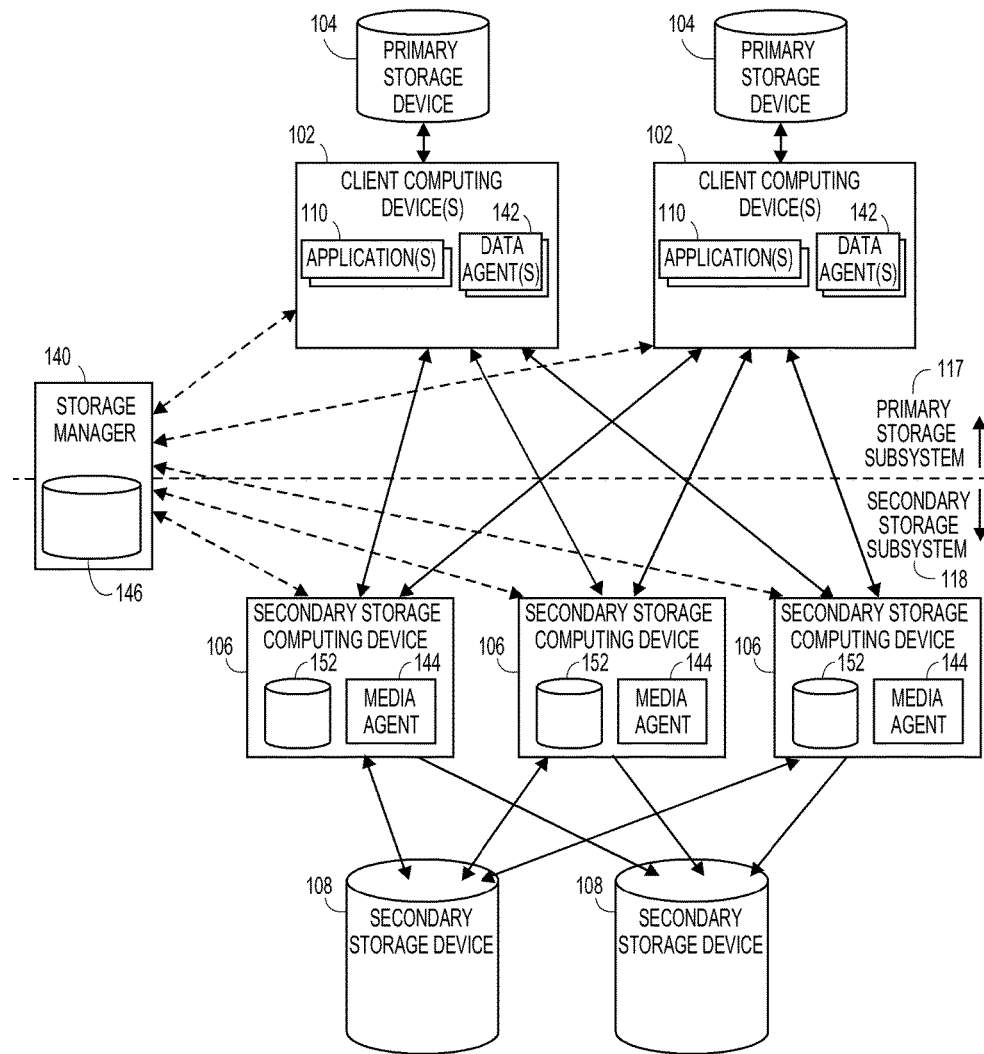 104
PRIMARY
STORAGE
DEVICE
104
PRIMARY
STORAGE
DEVICE
102
CLIENT COMPUTING
DEVICE(S)
110
142
APPLICATION(S)
DATA
AGENT(S)
102
CLIENT COMPUTING
DEVICE(S)
110
142
APPLICATION(S)
DATA
AGENT(S)
140
STORAGE
MANAGER
146
117
PRIMARY
STORAGE
SUBSYSTEM
SECONDARY
STORAGE
SUBSYSTEM
118
SECONDARY STORAGE
COMPUTING DEVICE
106
152
144
MEDIA
AGENT
SECONDARY STORAGE
COMPUTING DEVICE
106
152
144
MEDIA
AGENT
SECONDARY STORAGE
COMPUTING DEVICE
106
152
144
MEDIA
AGENT
108
SECONDARY
STORAGE DEVICE
108
SECONDARY
STORAGE DEVICE